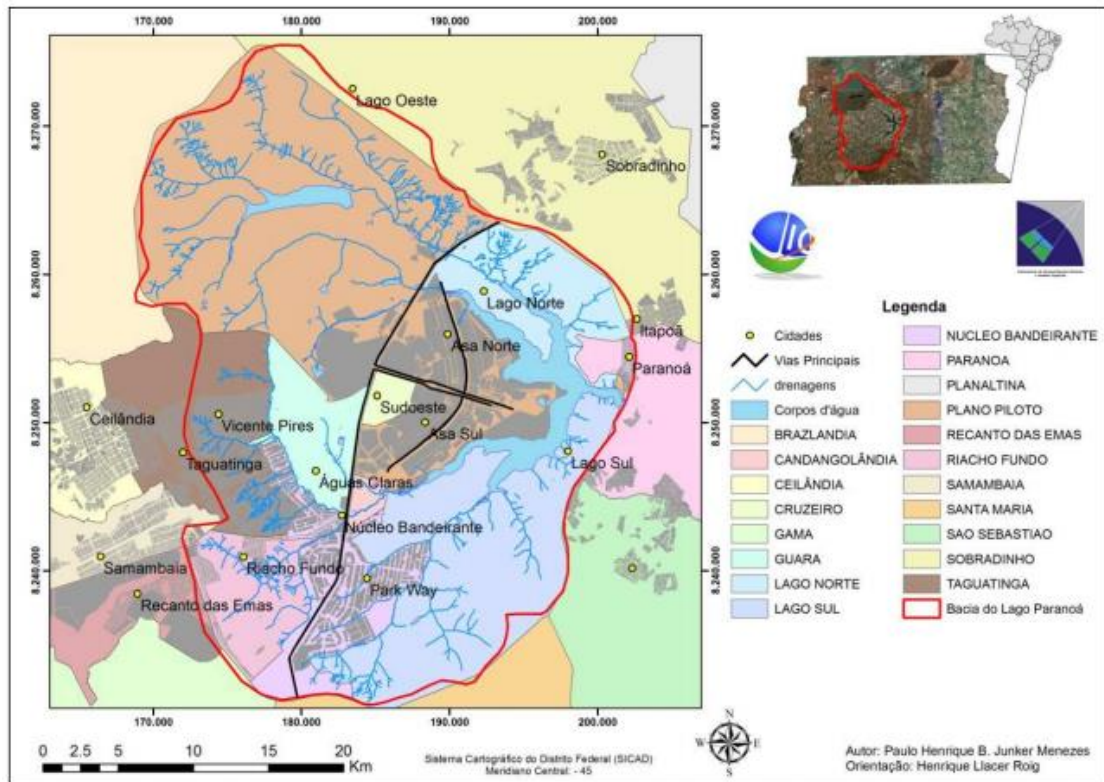 170.000 180.000 190.000 200.000
8.270.000
8.260.000
8.250.000
8.240.000
Lago Oeste
Sobradinho
Lago Norte
Itapoã
Asa Norte
Paranoá
Sudoeste
Ceilândia
Vicente Pires
Asa Sul
Taguatinga
Lago Sul
Águas Claras
Núcleo Bandeirante
Samambaia
Riacho Fundo
Park Way
Recanto das Emas
8.270.000
8.260.000
8.250.000
8.240.000
170.000 180.000 190.000 200.000
Legenda
Cidades
Vias Principais
drenagens
Corpos d'água
BRAZLANDIA
CANDANGOLÂNDIA
CEILÂNDIA
CRUZEIRO
GAMA
GUARA
LAGO NORTE
LAGO SUL
NUCLEO BANDEIRANTE
PARANOA
PLANALTINA
PLANO PILOTO
RECANTO DAS EMAS
RIACHO FUNDO
SAMAMBAIA
SANTA MARIA
SAO SEBASTIAO
SOBRADINHO
TAGUATINGA
Bacia do Lago Paranoá
0 2.5 5 10 15 20
Km
Sistema Cartográfico do Distrito Federal (SICAD)
Meridiano Central: - 45
N
W E
S
Autor: Paulo Henrique B. Junker Menezes
Orientação: Henrique Llacer Roig